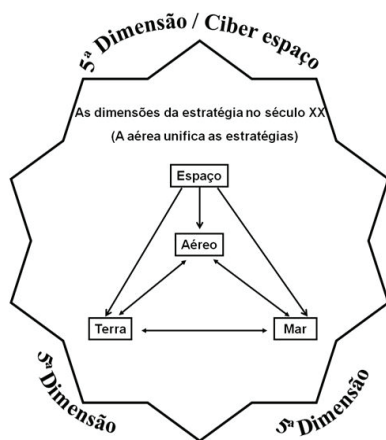 5ª Dimensão / Ciber espaço
As dimensões da estratégia no século XX
(A aérea unifica as estratégias)
Espaço
Aéreo
Terra
Mar
5ª Dimensão
5ª Dimensão